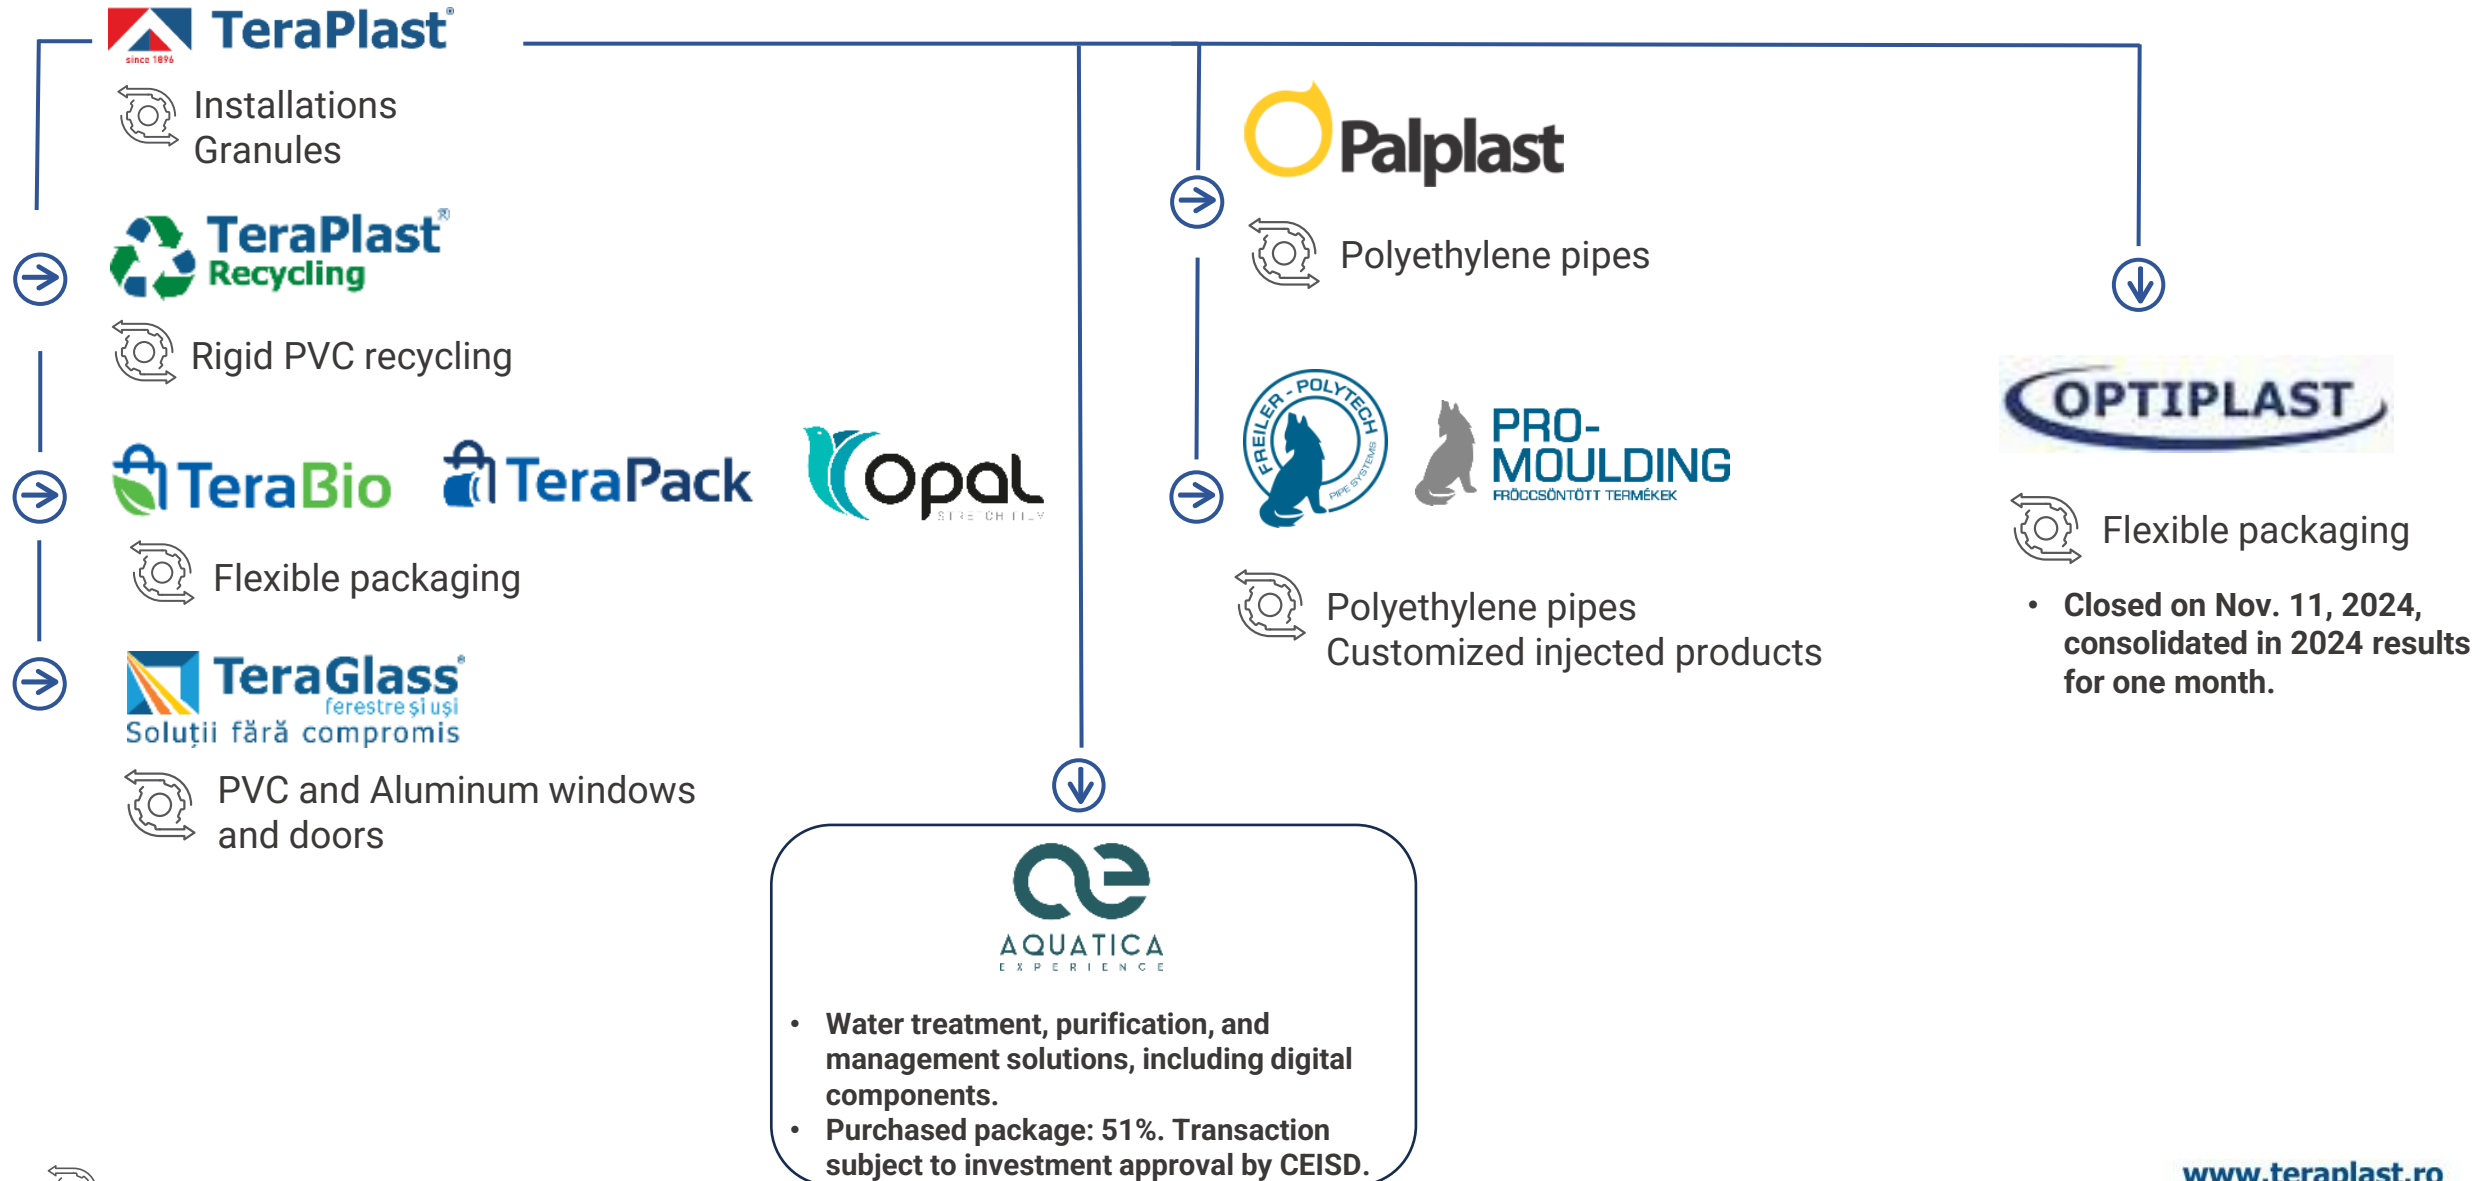 TeraPlast®
since 1896
Installations
Granules
TeraPlast®
Recycling
Rigid PVC recycling
TeraBio
TeraPack
Opal
STRETCH FILM
Flexible packaging
TeraGlass®
ferestre și uși
Soluții fără compromis
PVC and Aluminum windows
and doors
Palplast
Polyethylene pipes
FREILER - POLYTECH
PIPE SYSTEMS
PRO-
MOULDING
FRÖCCSÖNTÖTT TERMÉKEK
Polyethylene pipes
Customized injected products
OPTIPLAST
Flexible packaging
• Closed on Nov. 11, 2024,
consolidated in 2024 results
for one month.
AQUATICA
EXPERIENCE
• Water treatment, purification, and
management solutions, including digital
components.
• Purchased package: 51%. Transaction
subject to investment approval by CEISD.
www.teraplast.ro